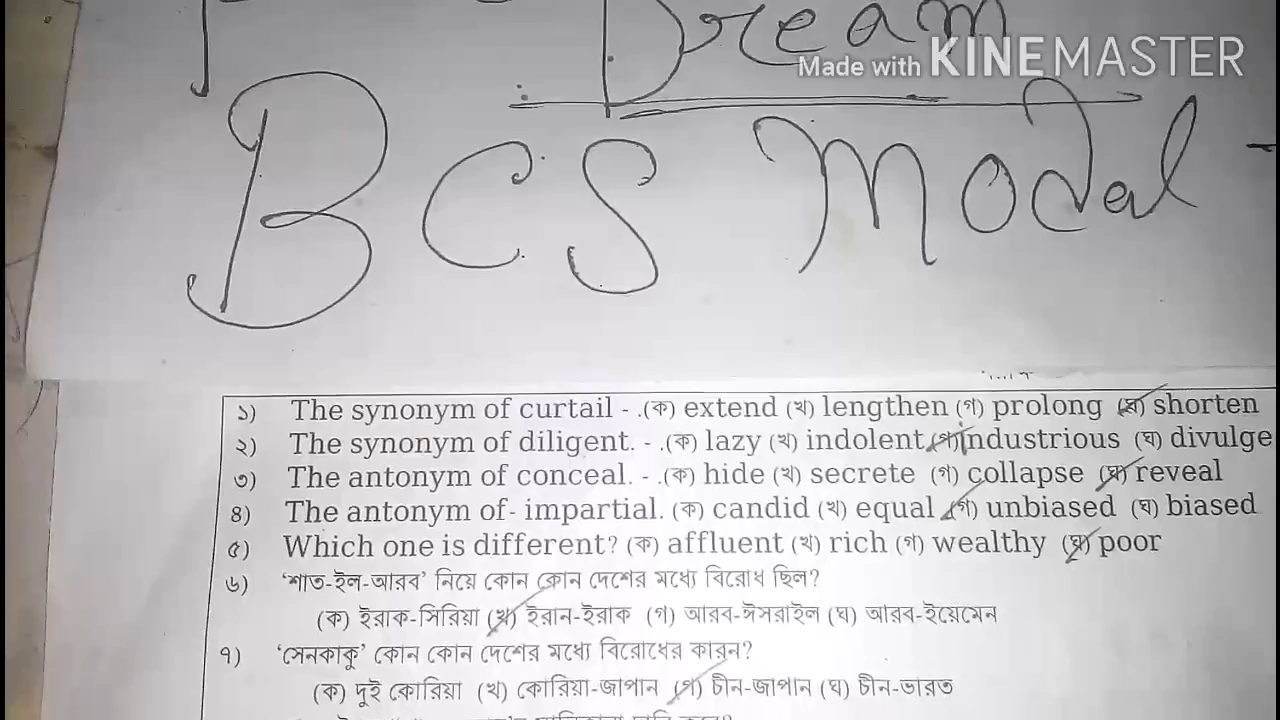 Dream
Made with KINEMASTER
BCS Model -
১) The synonym of curtail - .(ক) extend (খ) lengthen (গ) prolong (ঘ) shorten
২) The synonym of diligent. - .(ক) lazy (খ) indolent (গ) industrious (ঘ) divulge
৩) The antonym of conceal. - .(ক) hide (খ) secrete (গ) collapse (ঘ) reveal
৪) The antonym of- impartial. (ক) candid (খ) equal (গ) unbiased (ঘ) biased
৫) Which one is different? (ক) affluent (খ) rich (গ) wealthy (ঘ) poor
৬) ‘শাত-ইল-আরব’ নিয়ে কোন কোন দেশের মধ্যে বিরোধ ছিল?
(ক) ইরাক-সিরিয়া (খ) ইরান-ইরাক (গ) আরব-ঈসরাইল (ঘ) আরব-ইয়েমেন
৭) ‘সেনকাকু’ কোন কোন দেশের মধ্যে বিরোধের কারন?
(ক) দুই কোরিয়া (খ) কোরিয়া-জাপান (গ) চীন-জাপান (ঘ) চীন-ভারত